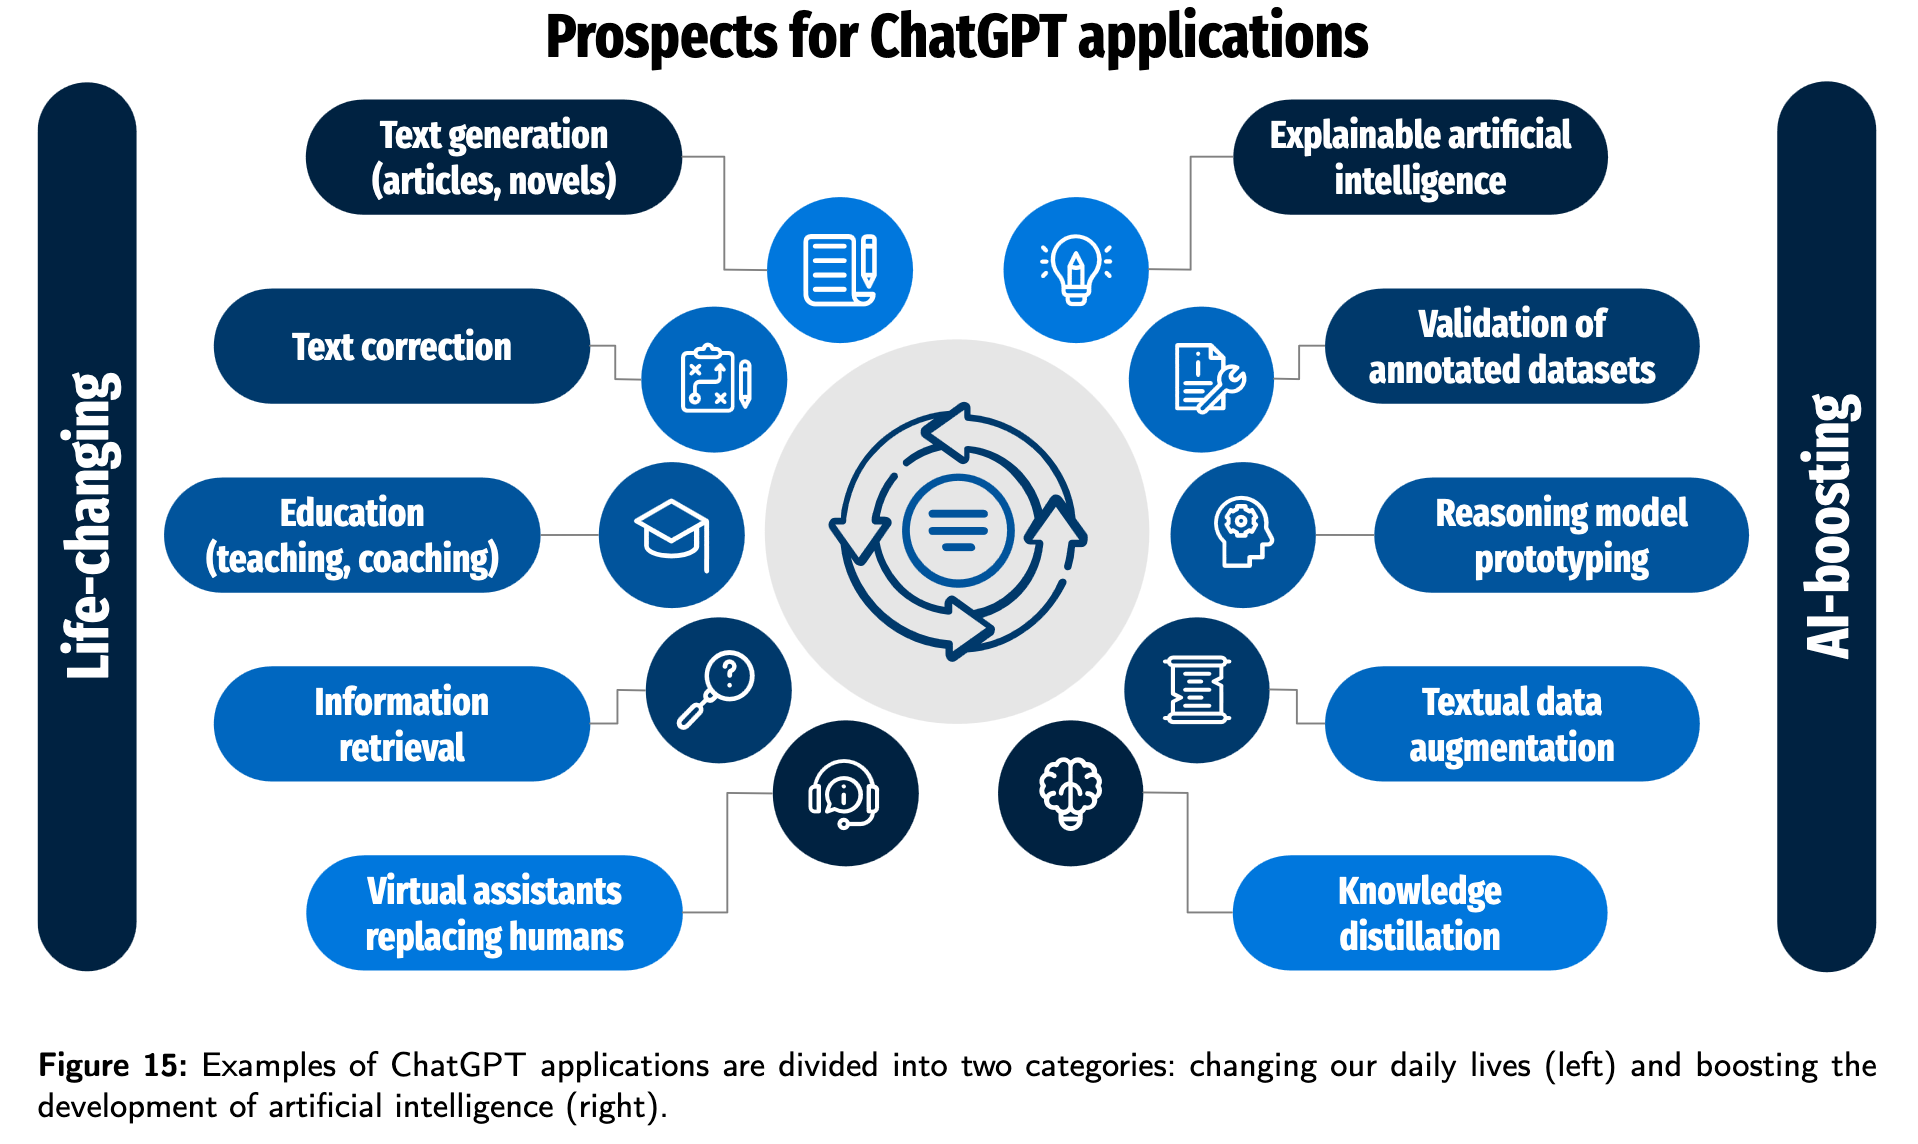 Prospects for ChatGPT applications
Life-changing
Text generation
(articles, novels)
Text correction
Education
(teaching, coaching)
Information
retrieval
Virtual assistants
replacing humans
Explainable artificial
intelligence
Validation of
annotated datasets
Reasoning model
prototyping
Textual data
augmentation
Knowledge
distillation
AI-boosting
Figure 15: Examples of ChatGPT applications are divided into two categories: changing our daily lives (left) and boosting the
development of artificial intelligence (right).